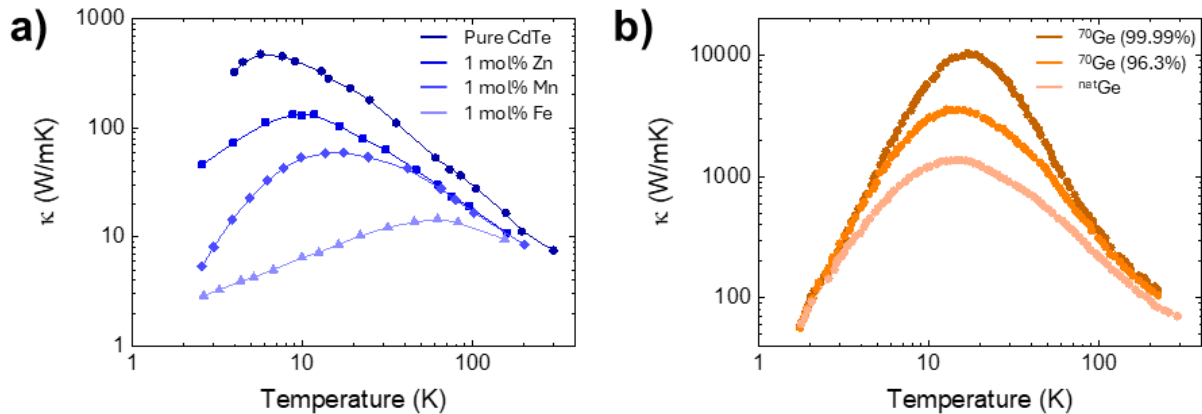 a)
1000
100
10
1
κ (W/mK)
Pure CdTe
1 mol% Zn
1 mol% Mn
1 mol% Fe
1 10 100
Temperature (K)
b)
10000
1000
100
κ (W/mK)
⁷⁰Ge (99.99%)
⁷⁰Ge (96.3%)
ⁿᵃᵗGe
1 10 100
Temperature (K)